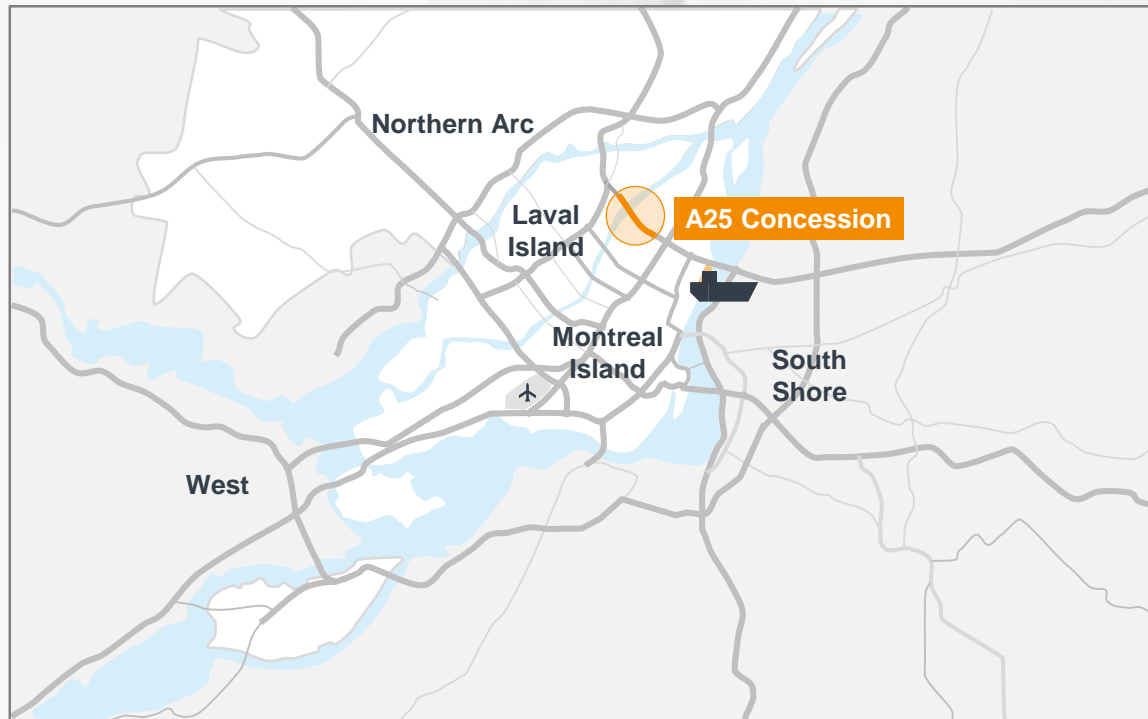 Northern Arc
Laval
Island
A25 Concession
Montreal
Island
South
Shore
West